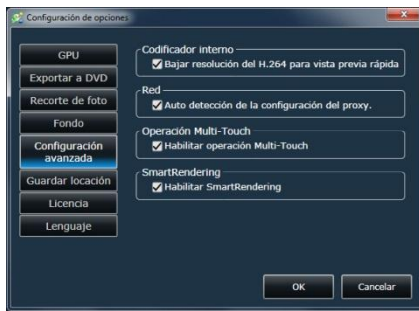 Configuración de opciones
GPU
Exportar a DVD
Recorte de foto
Fondo
Configuración
avanzada
Guardar locación
Licencia
Lenguaje
Codificador interno
Bajar resolución del H.264 para vista previa rápida
Red
Auto detección de la configuración del proxy.
Operación Multi-Touch
Habilitar operación Multi-Touch
SmartRendering
Habilitar SmartRendering
OK
Cancelar